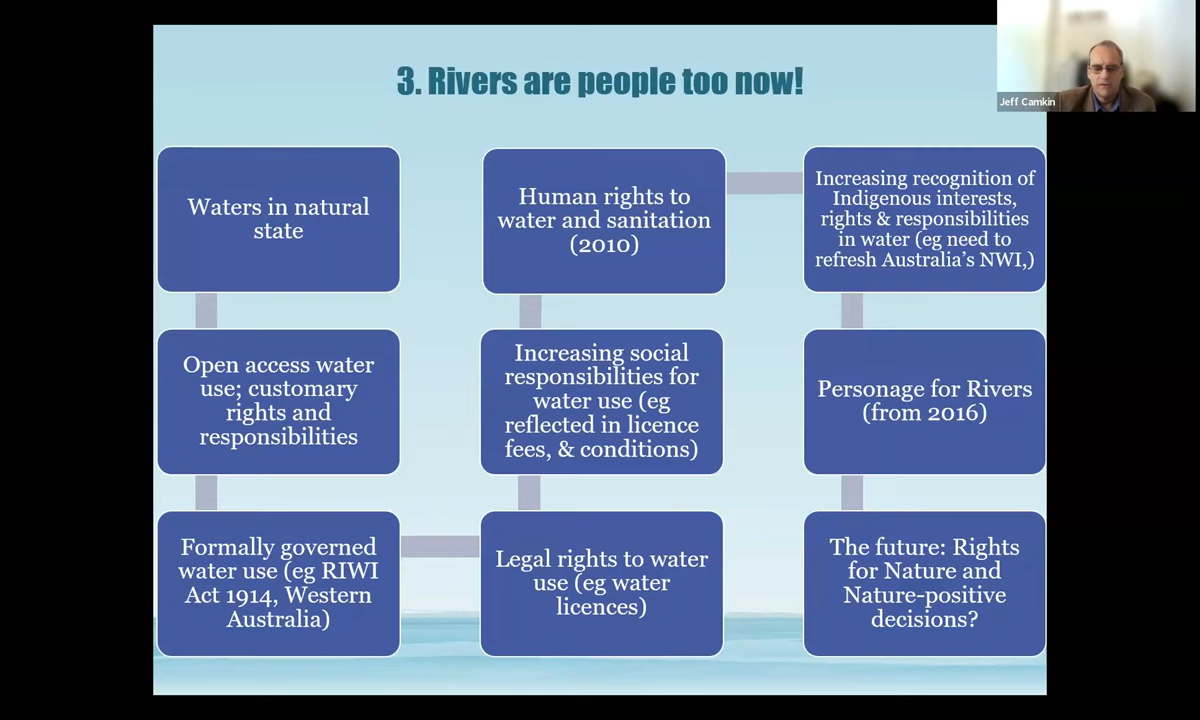 3. Rivers are people too now!
Jeff Camkin
Waters in natural
state
Open access water
use; customary
rights and
responsibilities
Formally governed
water use (eg RIWI
Act 1914, Western
Australia)
Legal rights to water
use (eg water
licences)
Increasing social
responsibilities for
water use (eg
reflected in licence
fees, & conditions)
Human rights to
water and sanitation
(2010)
Increasing recognition of
Indigenous interests,
rights & responsibilities
in water (eg need to
refresh Australia's NWI,)
Personage for Rivers
(from 2016)
The future: Rights
for Nature and
Nature-positive
decisions?